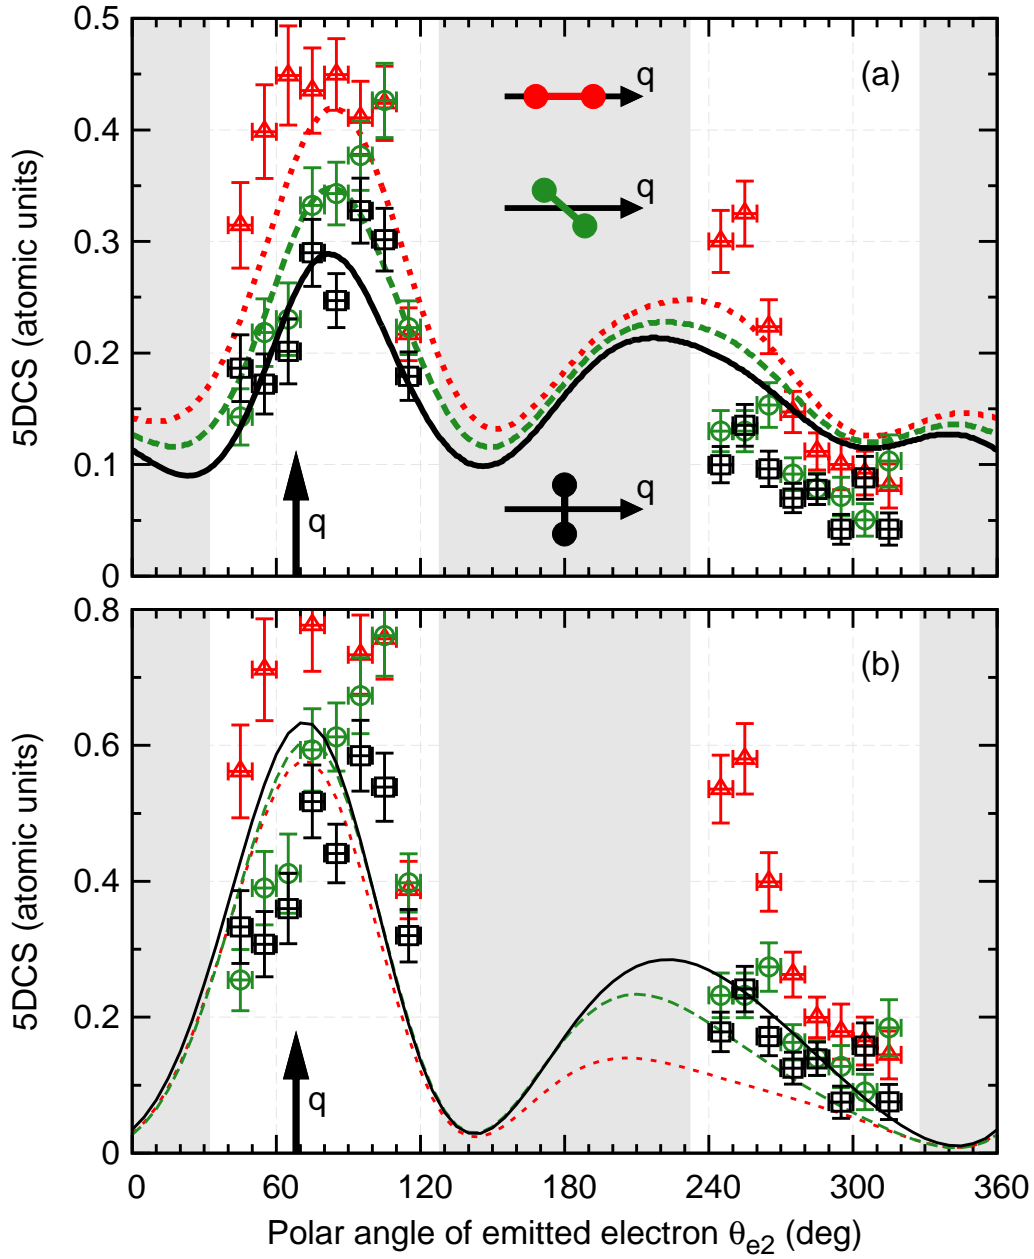 0.5
(a)
q
0.4
q
0.3
5DCS (atomic units)
0.2
q
0.1
q
0
0.8
(b)
0.6
5DCS (atomic units)
0.4
0.2
q
0
0 60 120 180 240 300 360
Polar angle of emitted electron θe2 (deg)